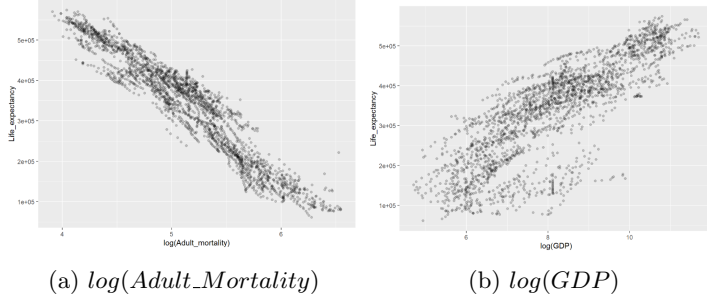 5e+05
4e+05
3e+05
2e+05
1e+05
Life_expectancy
4
5
6
log(Adult_mortality)
5e+05
4e+05
3e+05
2e+05
1e+05
Life_expectancy
6
8
10
log(GDP)
(a) log(Adult_Mortality)
(b) log(GDP)